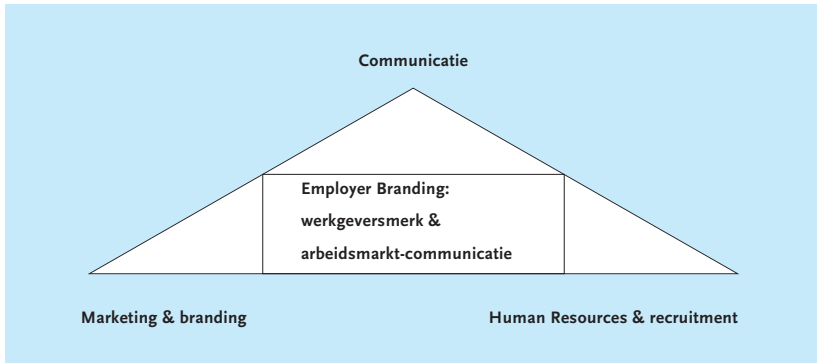 Communicatie
Employer Branding:
werkgeversmerk &
arbeidsmarkt-communicatie
Marketing & branding
Human Resources & recruitment